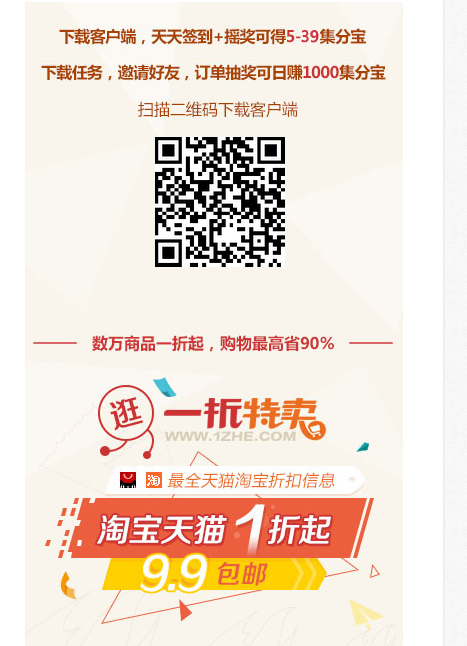 下载客户端，天天签到+摇奖可得5-39集分宝
下载任务，邀请好友，订单抽奖可日赚1000集分宝
扫描二维码下载客户端
数万商品一折起，购物最高省90%
逛 一折特卖
WWW.1ZHE.COM
淘 最全天猫淘宝折扣信息
淘宝天猫1折起
9.9包邮